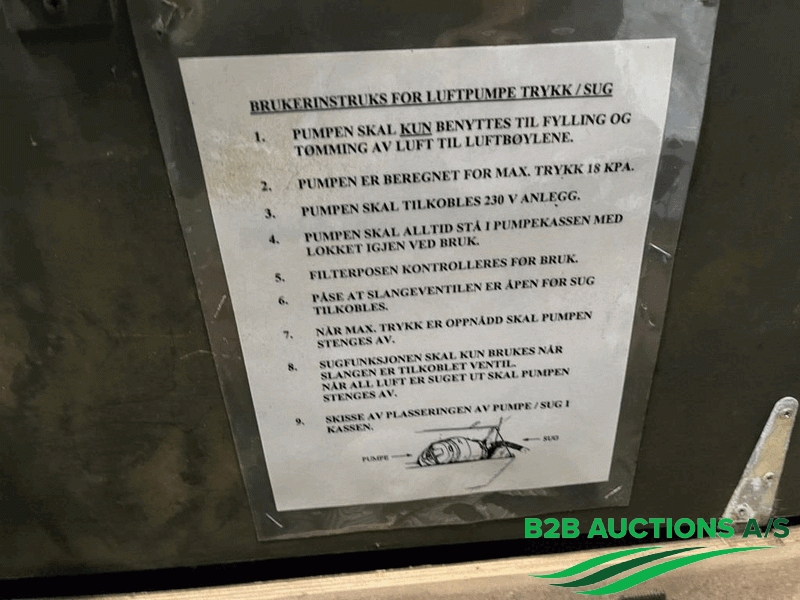 BRUKERINSTRUKS FOR LUFTPUMPE TRYKK / SUG
1. PUMPEN SKAL KUN BENYTTES TIL FYLLING OG
TØMMING AV LUFT TIL LUFTBØYLENE.
2. PUMPEN ER BEREGNET FOR MAX. TRYKK 18 KPA.
3. PUMPEN SKAL TILKOBLES 230 V ANLEGG.
4. PUMPEN SKAL ALLTID STÅ I PUMPEKASSEN MED
LOKKET IGJEN VED BRUK.
5. FILTERPOSEN KONTROLLERES FØR BRUK.
6. PÅSE AT SLANGEVENTILEN ER ÅPEN FØR SUG
TILKOBLES.
7. NÅR MAX. TRYKK ER OPPNÅDD SKAL PUMPEN
STENGES AV.
8. SUGFUNKSJONEN SKAL KUN BRUKES NÅR
SLANGEN ER TILKOBLET VENTIL.
NÅR ALL LUFT ER SUGET UT SKAL PUMPEN
STENGES AV.
9. SKISSE AV PLASSERINGEN AV PUMPE / SUG I
KASSEN.
PUMPE
SUG
B2B AUCTIONS A/S